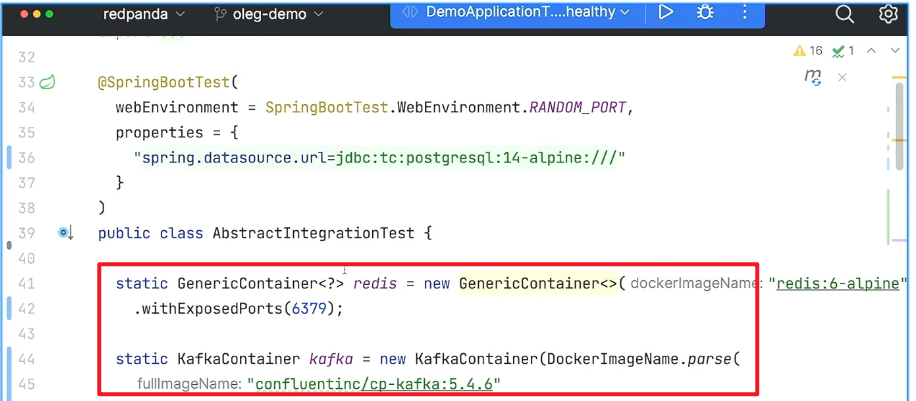 redpanda oleg-demo DemoApplicationT....healthy
32
16 1
33 @SpringBootTest(
34 webEnvironment = SpringBootTest.WebEnvironment.RANDOM_PORT,
35 properties = {
36 "spring.datasource.url=jdbc:tc:postgresql:14-alpine:///"
37 }
38 )
39 public class AbstractIntegrationTest {
40
41 static GenericContainer<?> redis = new GenericContainer<>( dockerImageName: "redis:6-alpine"
42 .withExposedPorts(6379);
43
44 static KafkaContainer kafka = new KafkaContainer(DockerImageName.parse(
45 fullImageName: "confluentinc/cp-kafka:5.4.6"